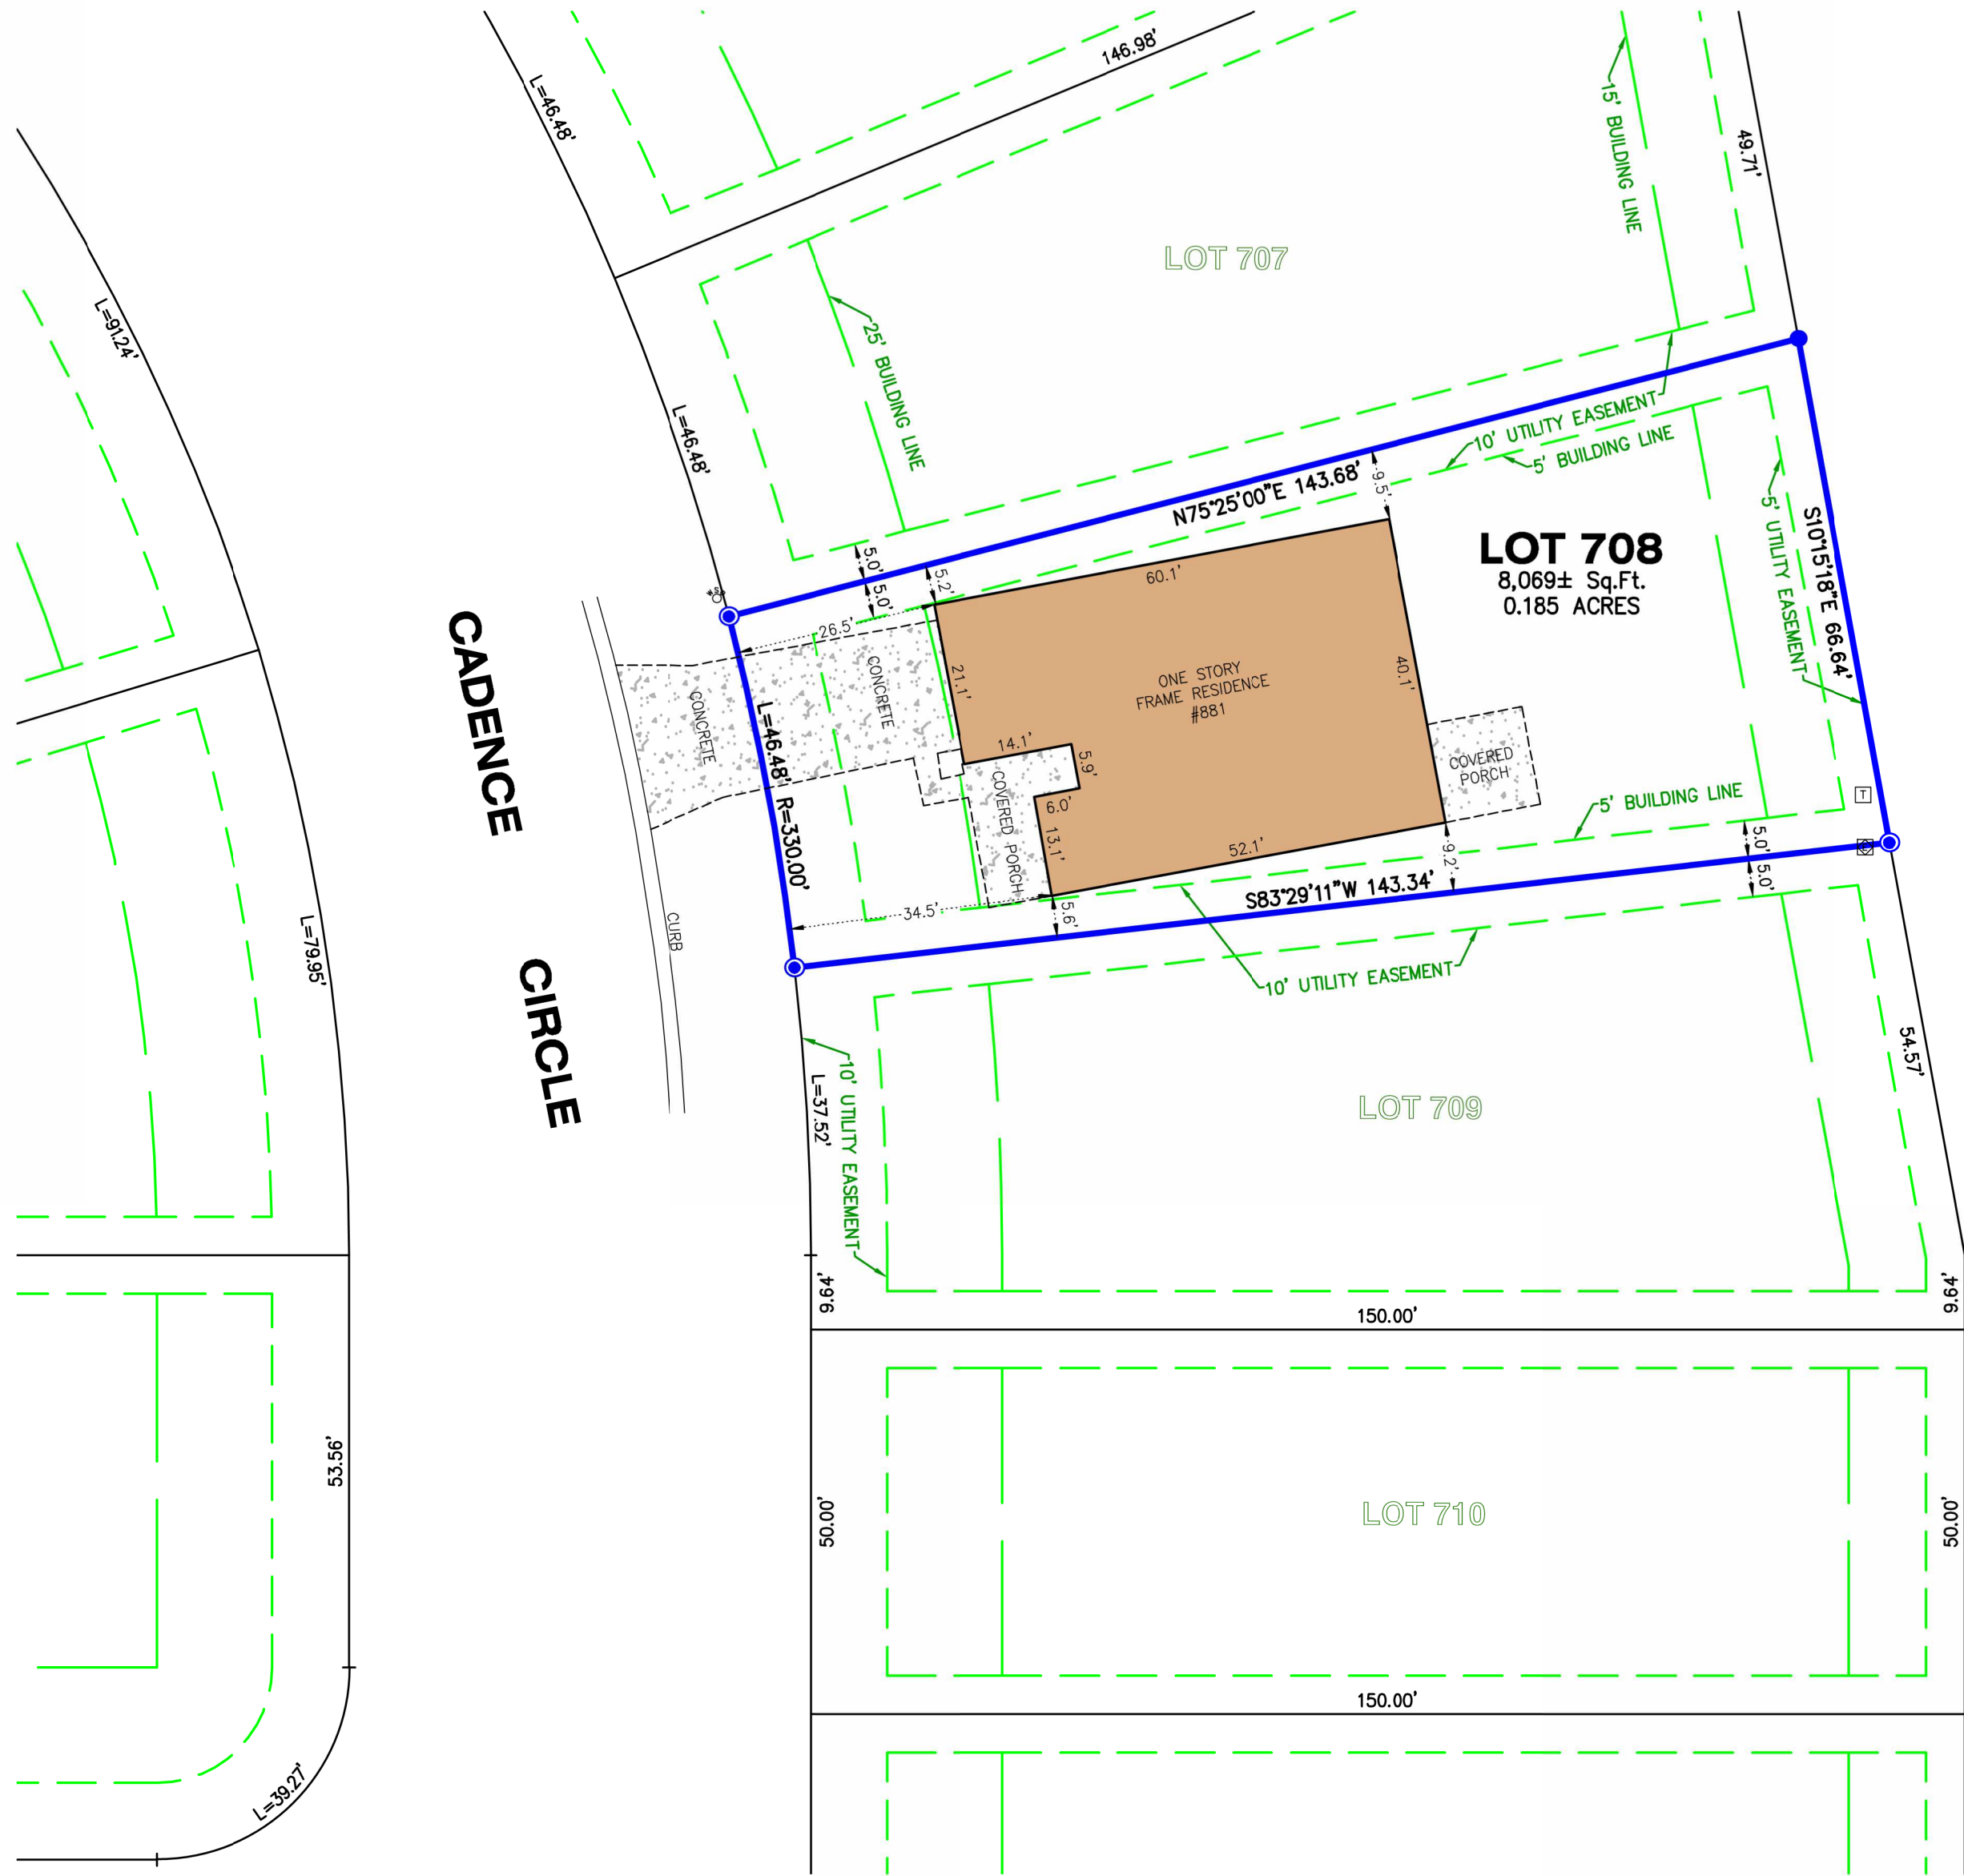 146.98'
L=46.48'
15' BUILDING LINE
49.71'
LOT 707
L=91.24'
25' BUILDING LINE
L=46.48'
10' UTILITY EASEMENT
5' BUILDING LINE
N75°25'00"E 143.68'
9.5'
LOT 708
8,069± Sq.Ft.
0.185 ACRES
5' UTILITY EASEMENT
S10°15'18"E 66.64'
5.0'
5.0'
5.2'
26.5'
60.1'
CADENCE
CIRCLE
CONCRETE
CONCRETE
21.1'
ONE STORY
FRAME RESIDENCE
#881
40.1'
L=46.48' R=330.00'
14.1'
5.9'
6.0'
13.1'
COVERED PORCH
COVERED
PORCH
T
5' BUILDING LINE
52.1'
9.2'
5.0'
5.0'
S83°29'11"W 143.34'
34.5'
5.6'
CURB
L=79.95'
10' UTILITY EASEMENT
10' UTILITY EASEMENT
L=37.52'
54.57'
LOT 709
9.64'
9.64'
150.00'
53.56'
50.00'
LOT 710
50.00'
150.00'
L=39.27'